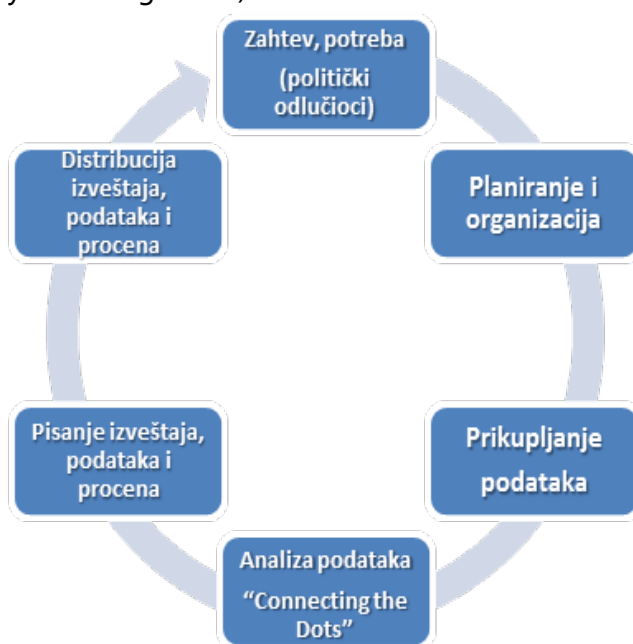 Zahtev, potreba
(politički
odlučioci)
Planiranje i
organizacija
Prikupljanje
podataka
Analiza podataka
“Connecting the
Dots”
Pisanje izveštaja,
podataka i
procena
Distribucija
izveštaja,
podataka i
procena